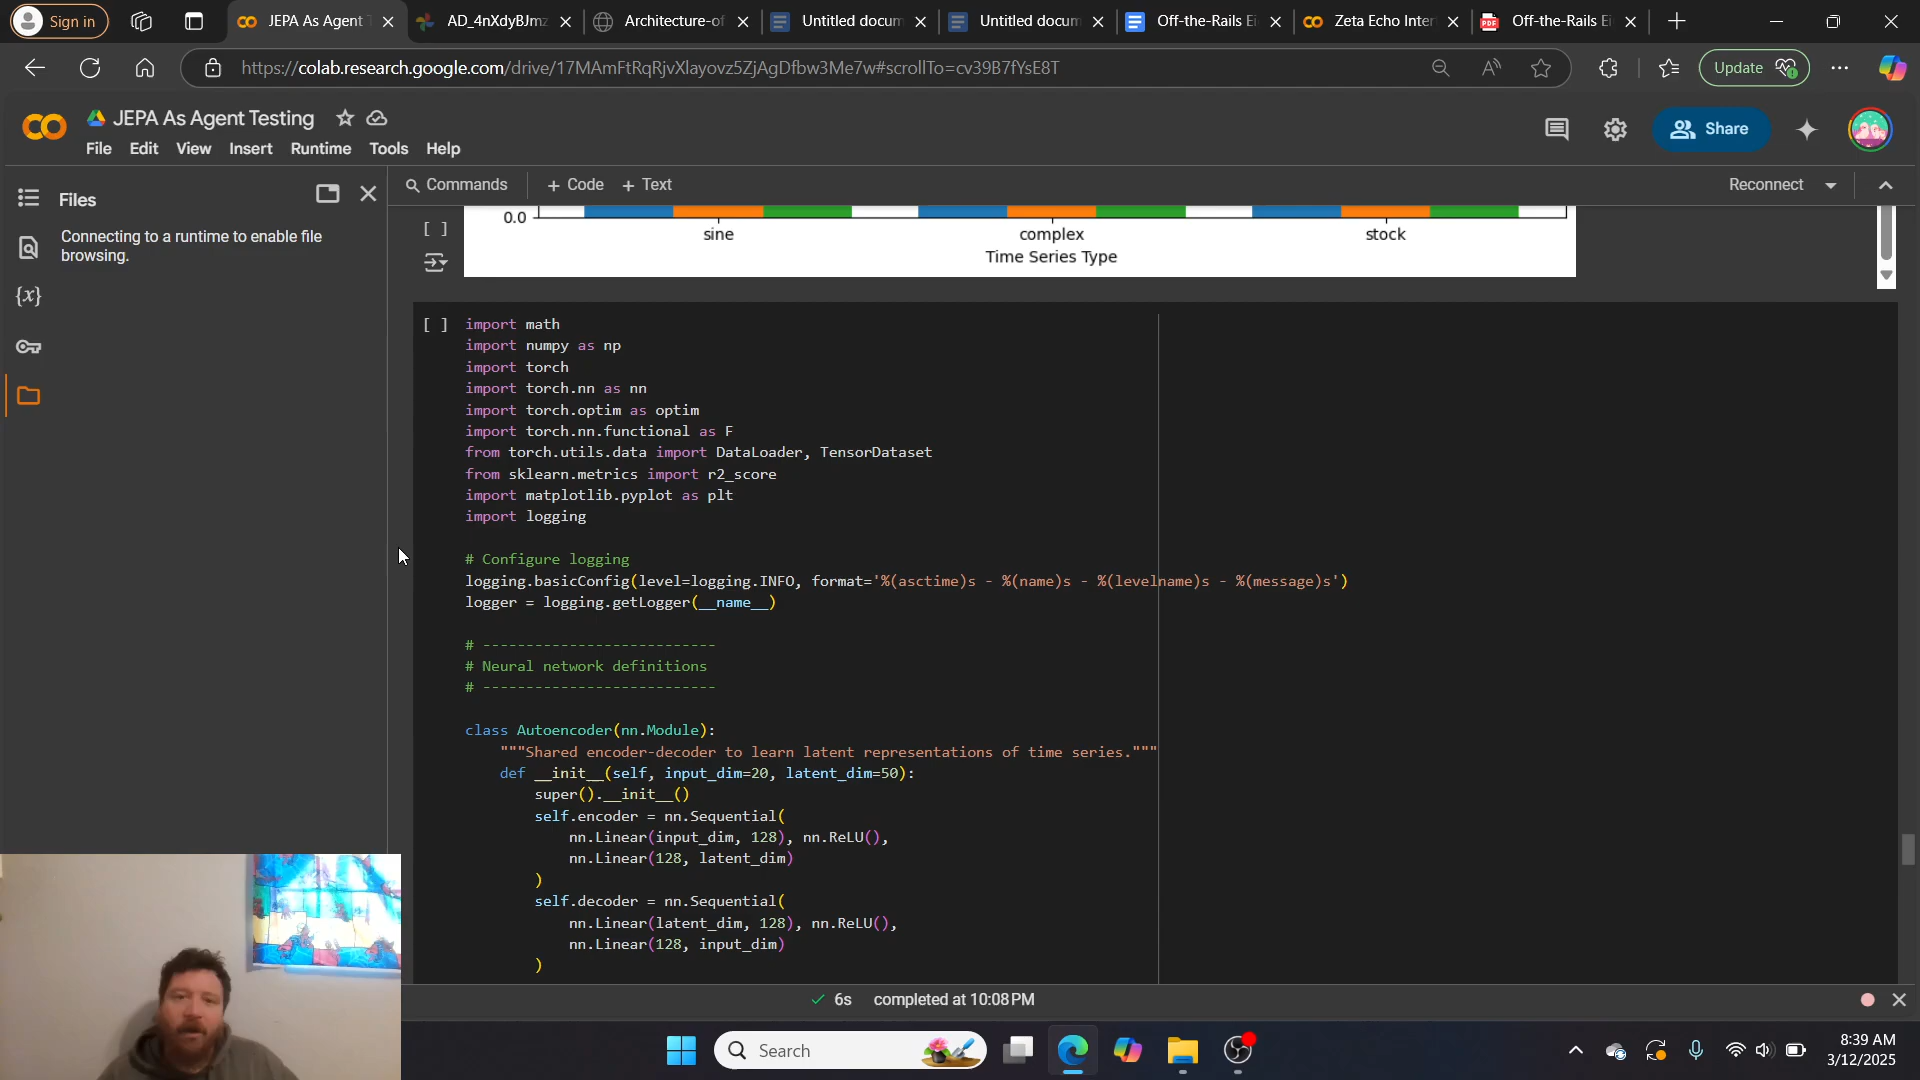 Sign in
JEPA As Agent T
AD_4nXdyBJmz
Architecture-of
Untitled docum
Untitled docum
Off-the-Rails Ei
Zeta Echo Inter
Off-the-Rails Ei
https://colab.research.google.com/drive/17MAmFtRqRjvXlayovz5ZjAgDfbw3Me7w#scrollTo=cv39B7fYsE8T
Update
JEPA As Agent Testing
File Edit View Insert Runtime Tools Help
Share
Files
Commands + Code + Text
Reconnect
Connecting to a runtime to enable file
browsing.
{x}
PDF
[ ]
0.0
sine complex stock
Time Series Type
[ ] import math
import numpy as np
import torch
import torch.nn as nn
import torch.optim as optim
import torch.nn.functional as F
from torch.utils.data import DataLoader, TensorDataset
from sklearn.metrics import r2_score
import matplotlib.pyplot as plt
import logging
# Configure logging
logging.basicConfig(level=logging.INFO, format='%(asctime)s - %(name)s - %(levelname)s - %(message)s')
logger = logging.getLogger(__name__)
# ---------------------------
# Neural network definitions
# ---------------------------
class Autoencoder(nn.Module):
"""Shared encoder-decoder to learn latent representations of time series."""
def __init__(self, input_dim=20, latent_dim=50):
super().__init__()
self.encoder = nn.Sequential(
nn.Linear(input_dim, 128), nn.ReLU(),
nn.Linear(128, latent_dim)
)
self.decoder = nn.Sequential(
nn.Linear(latent_dim, 128), nn.ReLU(),
nn.Linear(128, input_dim)
)
6s completed at 10:08 PM
Search
8:39 AM
3/12/2025